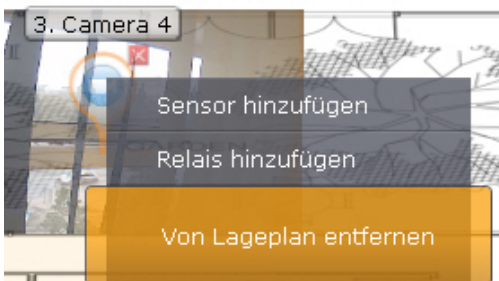 3. Camera 4
Sensor hinzufügen
Relais hinzufügen
Von Lageplan entfernen